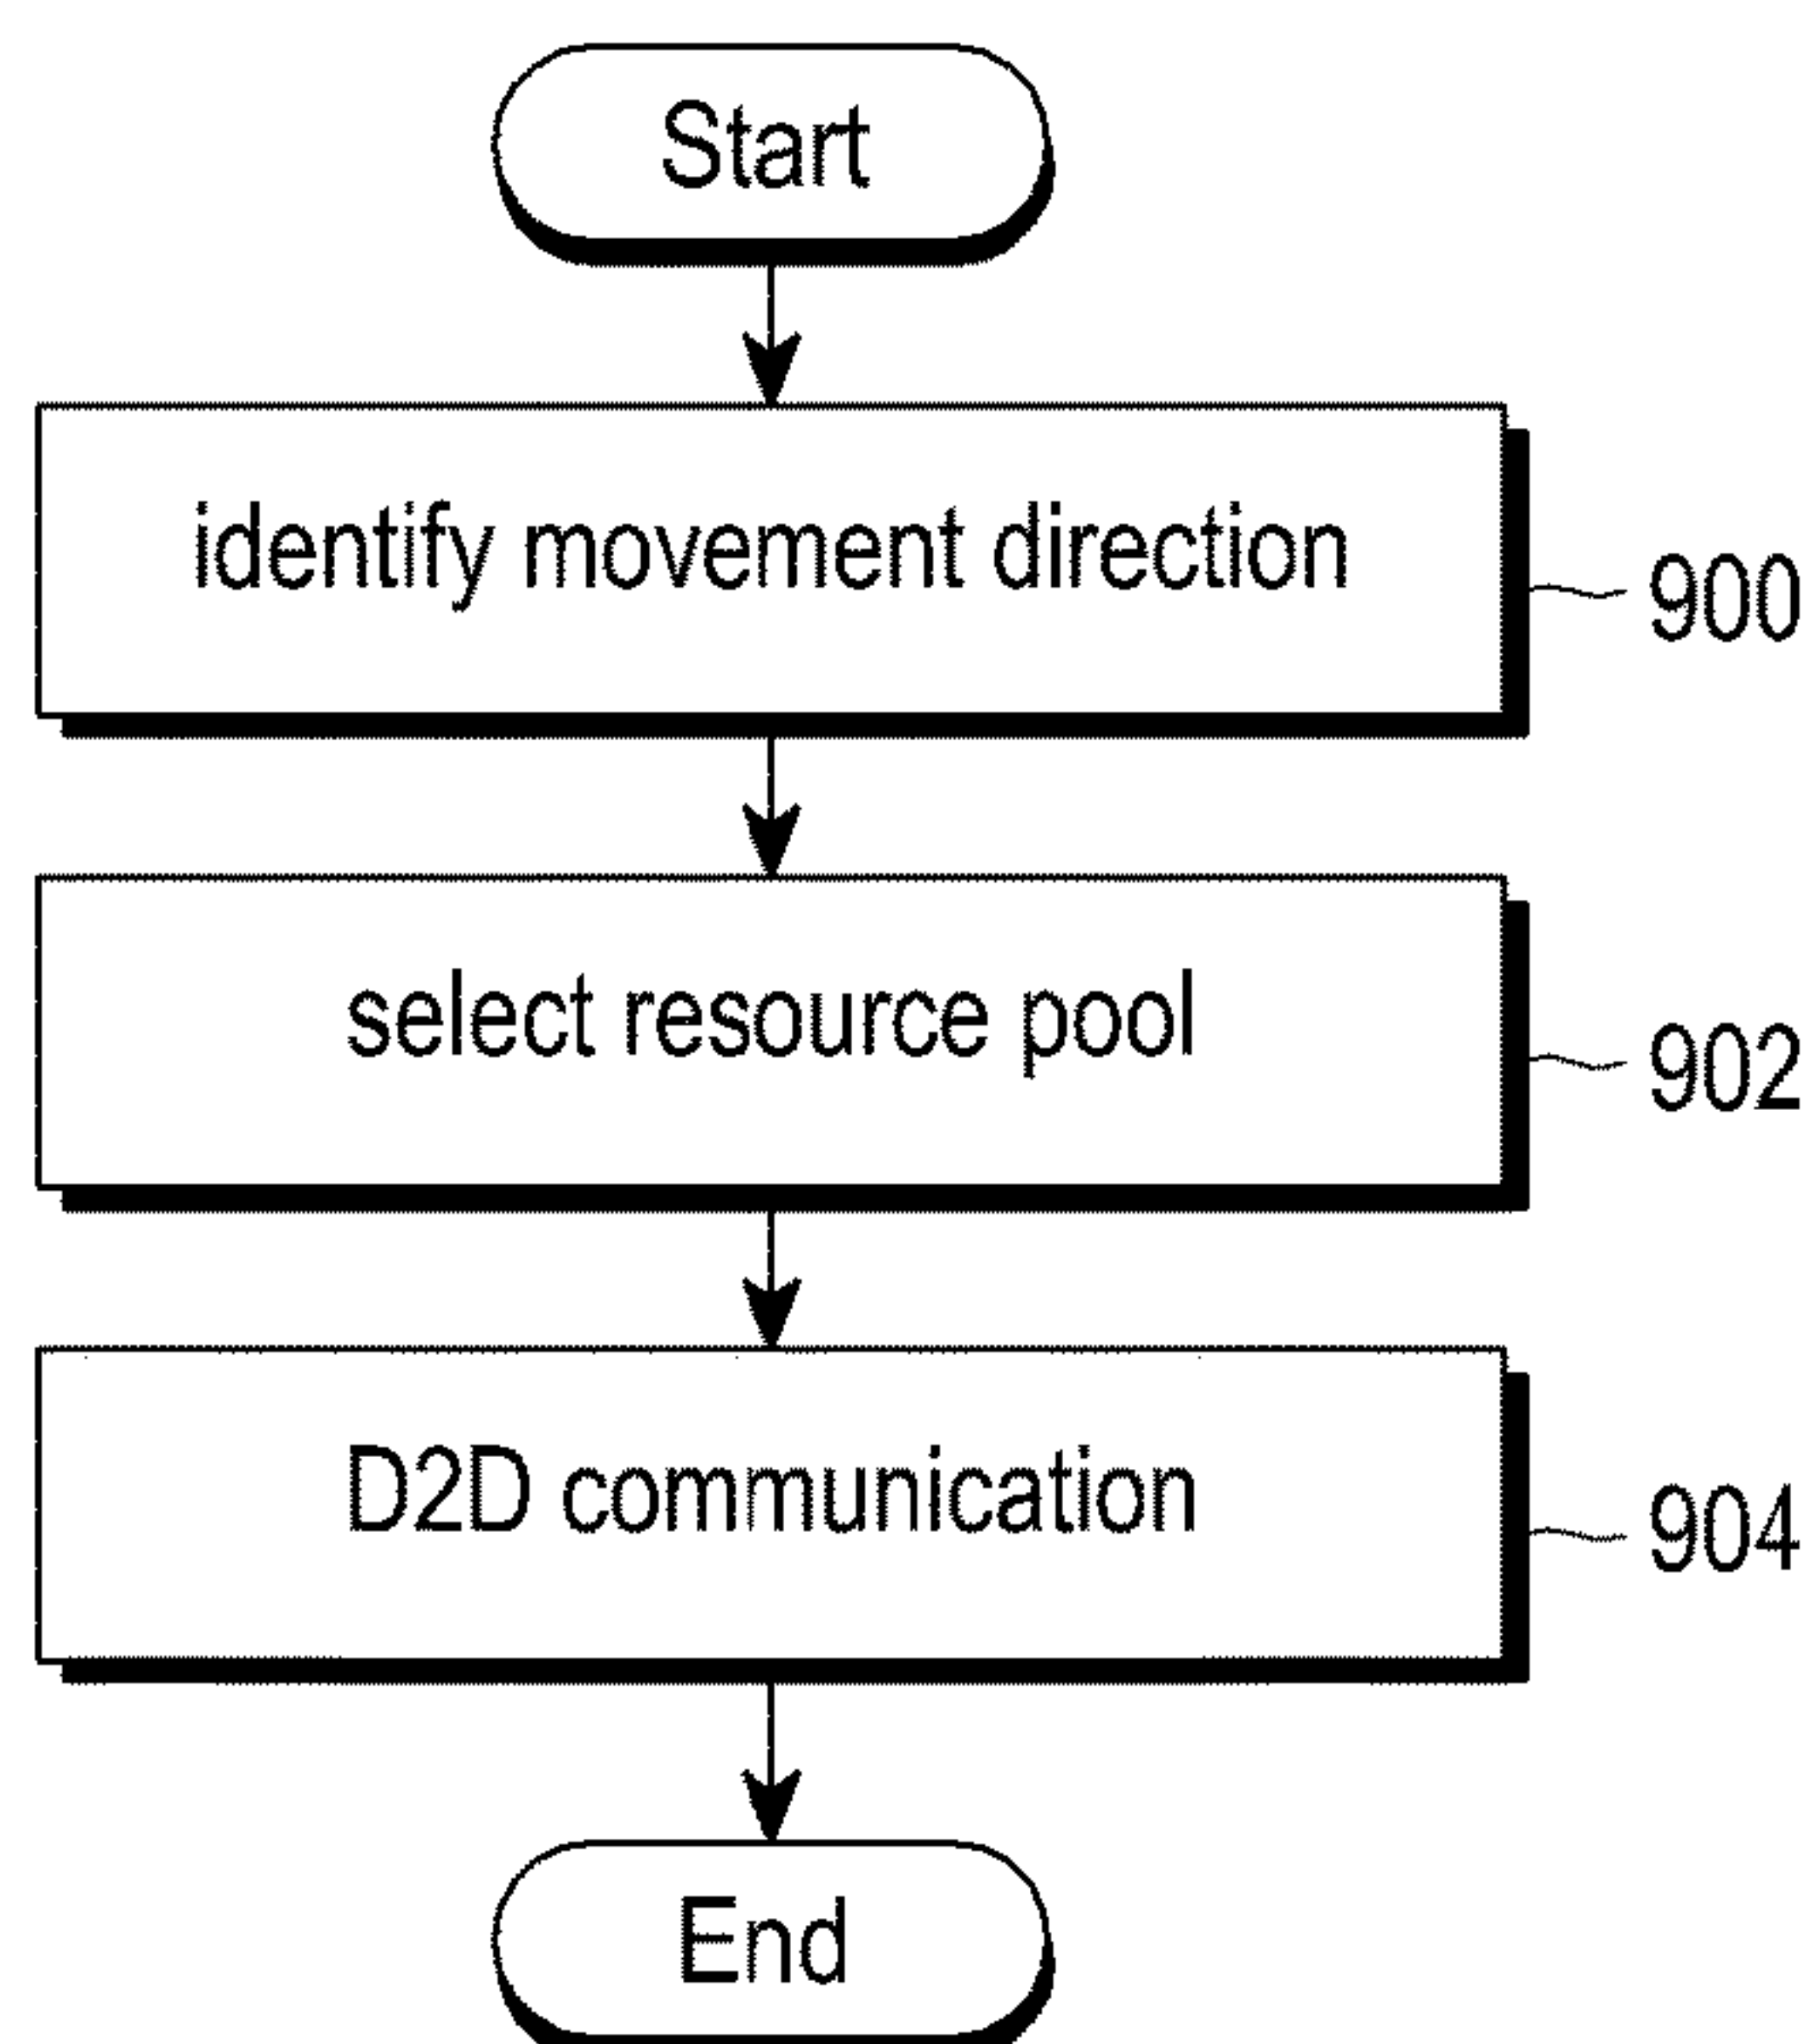 Start
identify movement direction
900
select resource pool
902
D2D communication
904
End